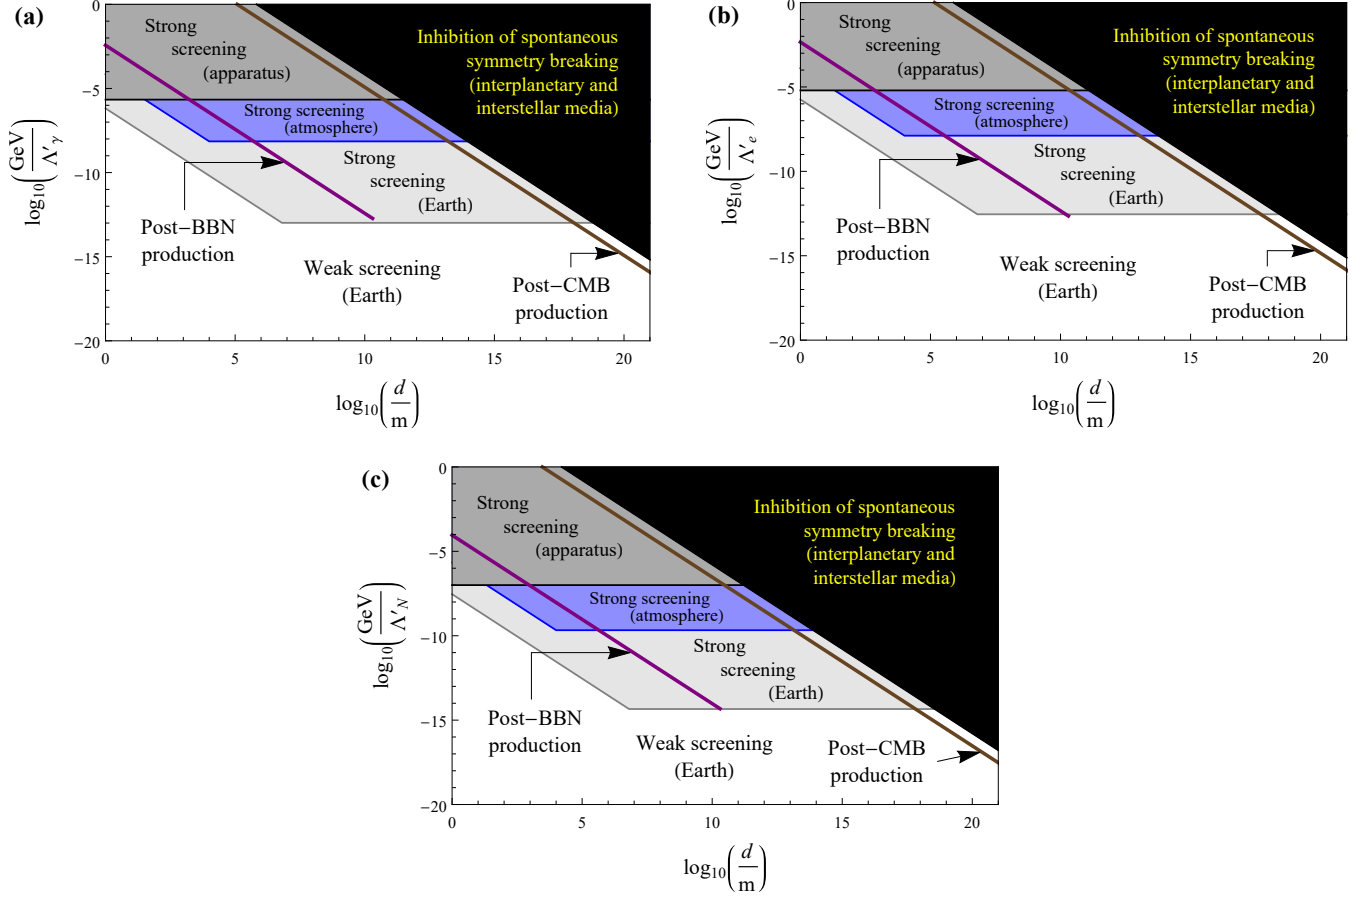 (a)
0
−5
−10
−15
−20
log10(GeV/Λ′γ)
Strong
screening
(apparatus)
Inhibition of spontaneous
symmetry breaking
(interplanetary and
interstellar media)
Strong screening
(atmosphere)
Strong
screening
(Earth)
Post−BBN
production
Weak screening
(Earth)
Post−CMB
production
0 5 10 15 20
log10(d/m)
(b)
0
−5
−10
−15
−20
log10(GeV/Λ′e)
Strong
screening
(apparatus)
Inhibition of spontaneous
symmetry breaking
(interplanetary and
interstellar media)
Strong screening
(atmosphere)
Strong
screening
(Earth)
Post−BBN
production
Weak screening
(Earth)
Post−CMB
production
0 5 10 15 20
log10(d/m)
(c)
0
−5
−10
−15
−20
log10(GeV/Λ′N)
Strong
screening
(apparatus)
Inhibition of spontaneous
symmetry breaking
(interplanetary and
interstellar media)
Strong screening
(atmosphere)
Strong
screening
(Earth)
Post−BBN
production
Weak screening
(Earth)
Post−CMB
production
0 5 10 15 20
log10(d/m)